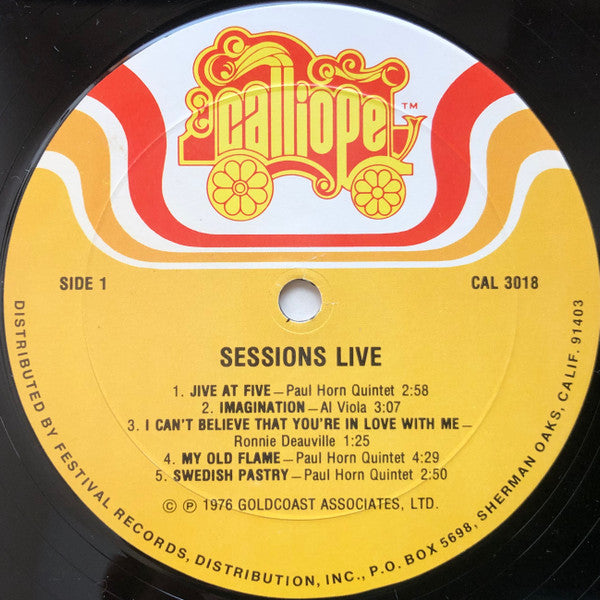 calliope TM
SIDE 1
CAL 3018
SESSIONS LIVE
1. JIVE AT FIVE — Paul Horn Quintet 2:58
2. IMAGINATION — Al Viola 3:07
3. I CAN'T BELIEVE THAT YOU'RE IN LOVE WITH ME —
Ronnie Deauville 1:25
4. MY OLD FLAME — Paul Horn Quintet 4:29
5. SWEDISH PASTRY — Paul Horn Quintet 2:50
© ℗ 1976 GOLDCOAST ASSOCIATES, LTD.
DISTRIBUTED BY FESTIVAL RECORDS, DISTRIBUTION, INC., P.O. BOX 5698, SHERMAN OAKS, CALIF. 91403